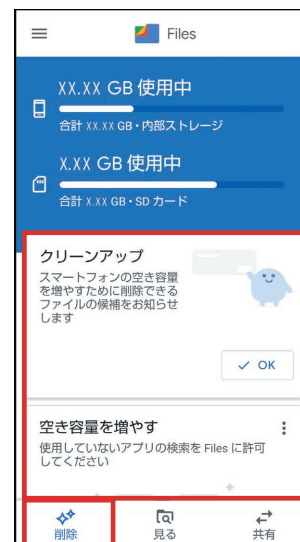 Files
XX.XX GB 使用中
合計 XX.XX GB・内部ストレージ
X.XX GB 使用中
合計 X.XX GB・SD カード
クリーンアップ
スマートフォンの空き容量
を増やすために削除できる
ファイルの候補をお知らせ
します
OK
空き容量を増やす
使用していないアプリの検索を Files に許可
してください
削除
見る
共有